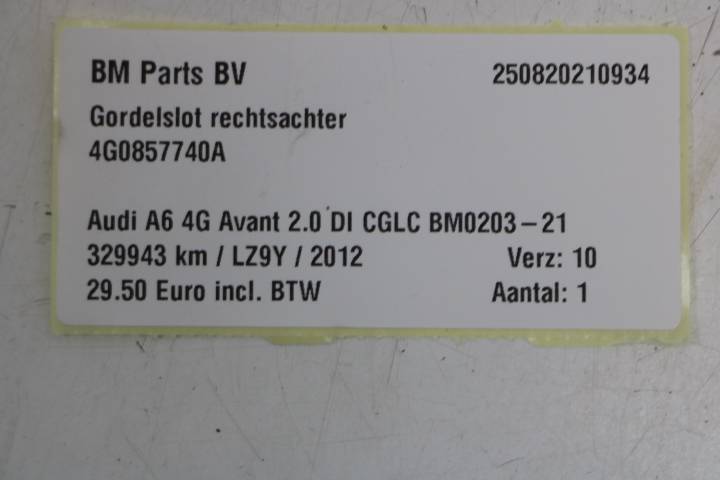 BM Parts BV 250820210934
Gordelslot rechtsachter
4G0857740A
Audi A6 4G Avant 2.0 DI CGLC BM0203-21
329943 km / LZ9Y / 2012 Verz: 10
29.50 Euro incl. BTW Aantal: 1